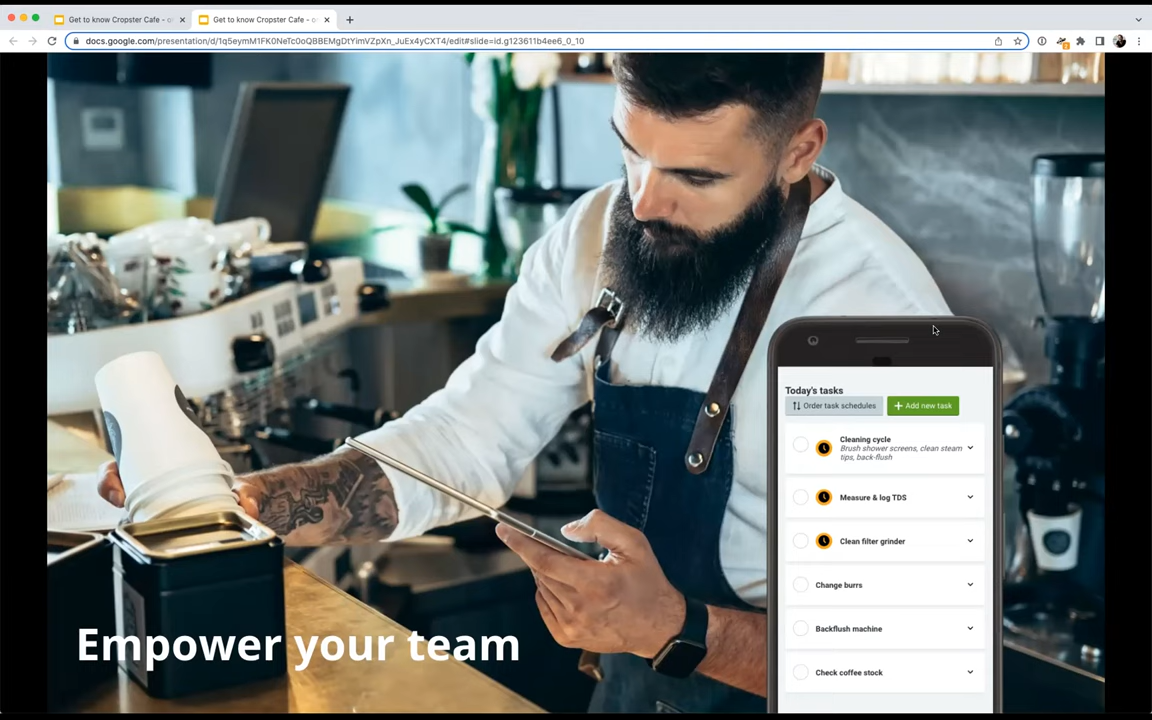 Get to know Cropster Cafe - o
Get to know Cropster Cafe - o
docs.google.com/presentation/d/1q5eymM1FK0NeTc0oQBBEMgDtYimVZpXn_JuEx4yCXT4/edit#slide=id.g123611b4ee6_0_10
Today's tasks
Order task schedules
+ Add new task
Cleaning cycle
Brush shower screens, clean steam
tips, back-flush
Measure & log TDS
Clean filter grinder
Change burrs
Backflush machine
Check coffee stock
Empower your team